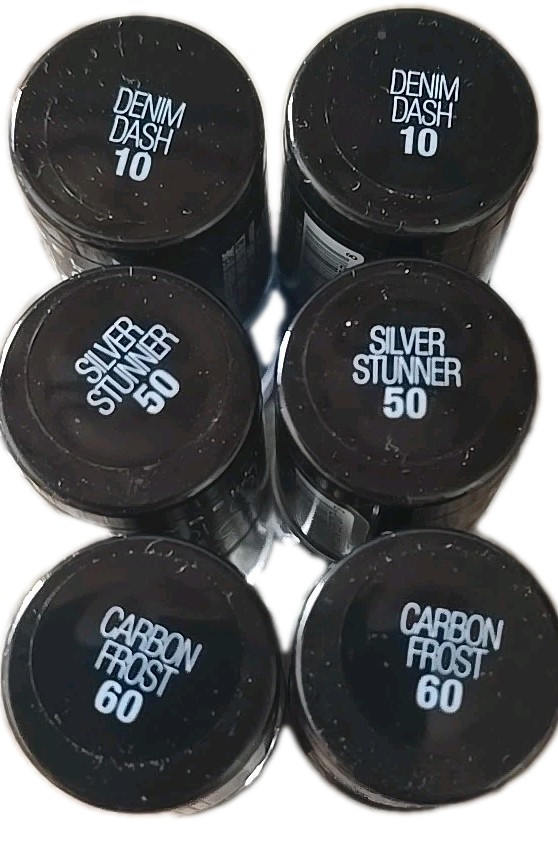 DENIM
DASH
10
DENIM
DASH
10
SILVER
STUNNER
50
SILVER
STUNNER
50
CARBON
FROST
60
CARBON
FROST
60